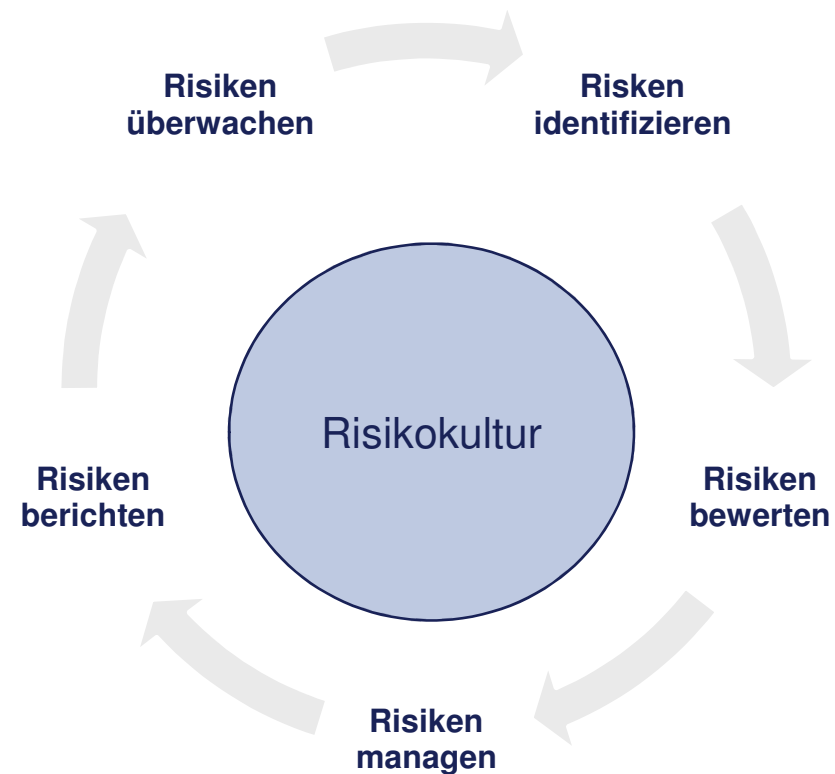 Risiken
überwachen
Risken
identifizieren
Risikokultur
Risiken
berichten
Risiken
bewerten
Risiken
managen